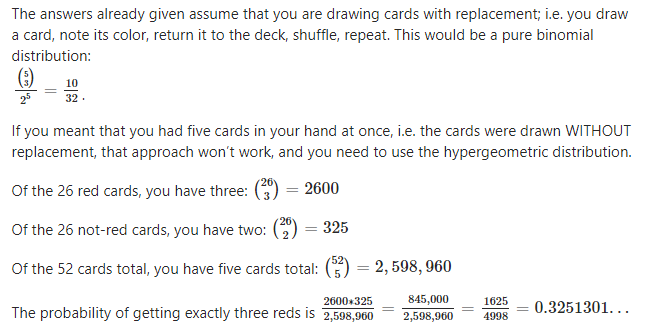 The answers already given assume that you are drawing cards with replacement; i.e. you draw
a card, note its color, return it to the deck, shuffle, repeat. This would be a pure binomial
distribution:
$\frac{\binom{5}{3}}{2^5} = \frac{10}{32}$ .
If you meant that you had five cards in your hand at once, i.e. the cards were drawn WITHOUT
replacement, that approach won't work, and you need to use the hypergeometric distribution.
Of the 26 red cards, you have three: $\binom{26}{3} = 2600$
Of the 26 not-red cards, you have two: $\binom{26}{2} = 325$
Of the 52 cards total, you have five cards total: $\binom{52}{5} = 2,598,960$
The probability of getting exactly three reds is $\frac{2600*325}{2,598,960} = \frac{845,000}{2,598,960} = \frac{1625}{4998} = 0.3251301...$